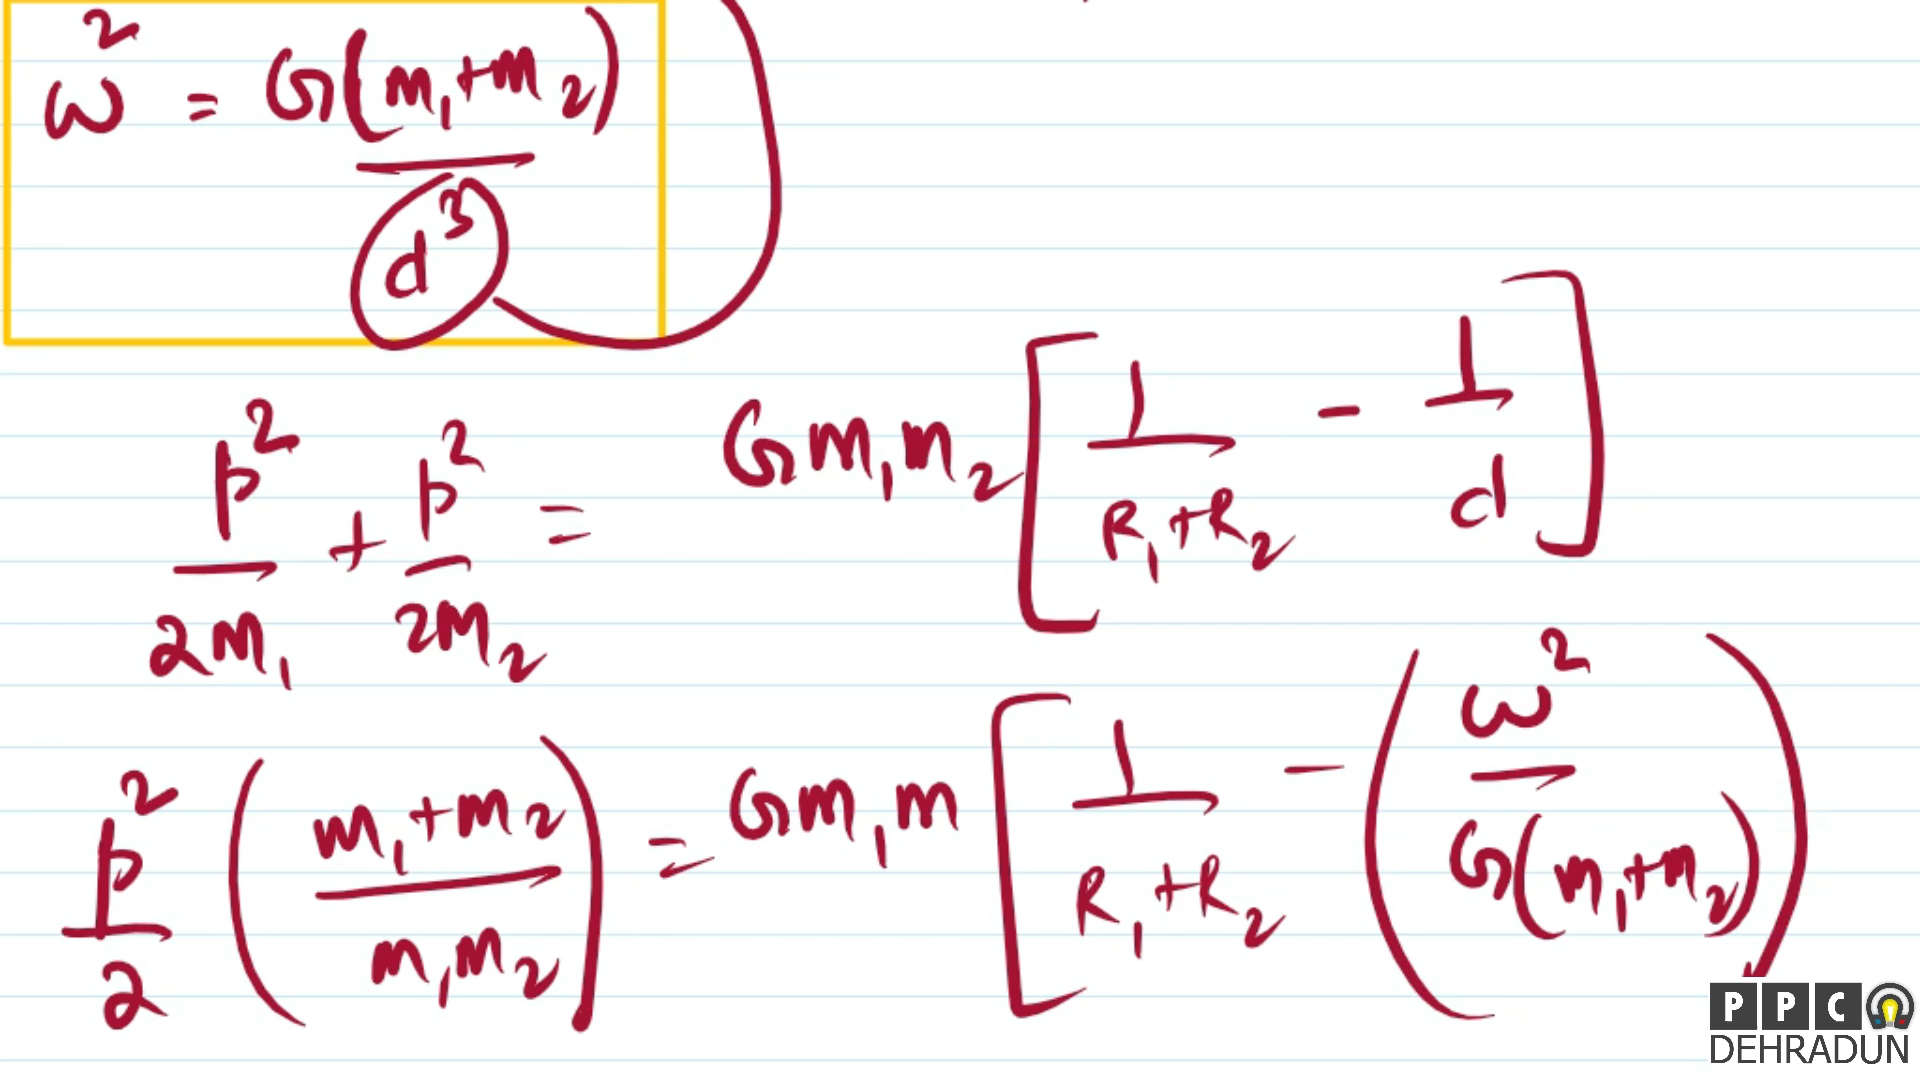 ω² = G(m₁+m₂)/d³
p²/2m₁ + p²/2m₂ = Gm₁m₂ [1/(R₁+R₂) - 1/d]
p²/2 (m₁+m₂/m₁m₂) = Gm₁m [1/(R₁+R₂) - (ω²/G(m₁+m₂))
PPC
DEHRADUN